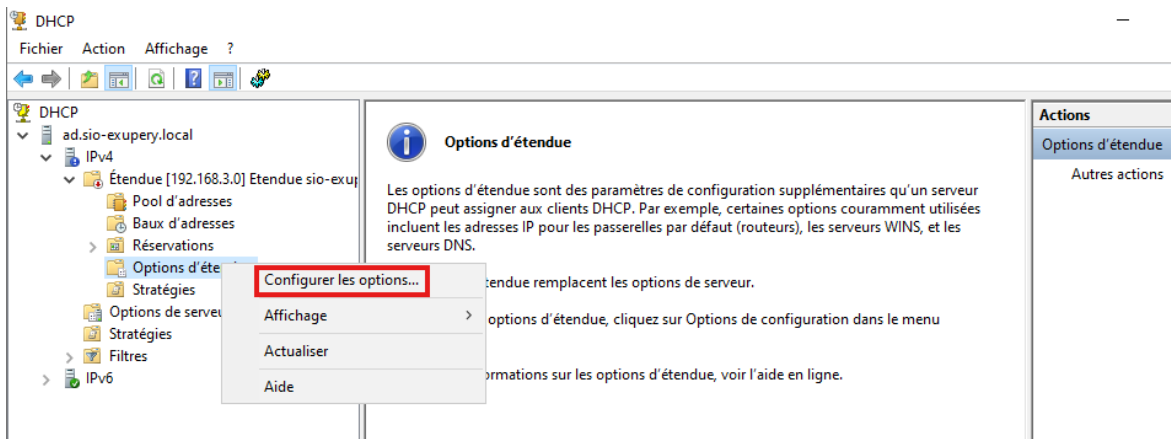 DHCP
Fichier Action Affichage ?
DHCP
ad.sio-exupery.local
IPv4
Étendue [192.168.3.0] Etendue sio-exup
Pool d'adresses
Baux d'adresses
Réservations
Options d'éte
Stratégies
Options de serveu
Stratégies
Filtres
IPv6
Configurer les options...
Affichage
Actualiser
Aide
Options d'étendue
Les options d'étendue sont des paramètres de configuration supplémentaires qu'un serveur
DHCP peut assigner aux clients DHCP. Par exemple, certaines options couramment utilisées
incluent les adresses IP pour les passerelles par défaut (routeurs), les serveurs WINS, et les
serveurs DNS.
tendue remplacent les options de serveur.
options d'étendue, cliquez sur Options de configuration dans le menu
ormations sur les options d'étendue, voir l'aide en ligne.
Actions
Options d'étendue
Autres actions